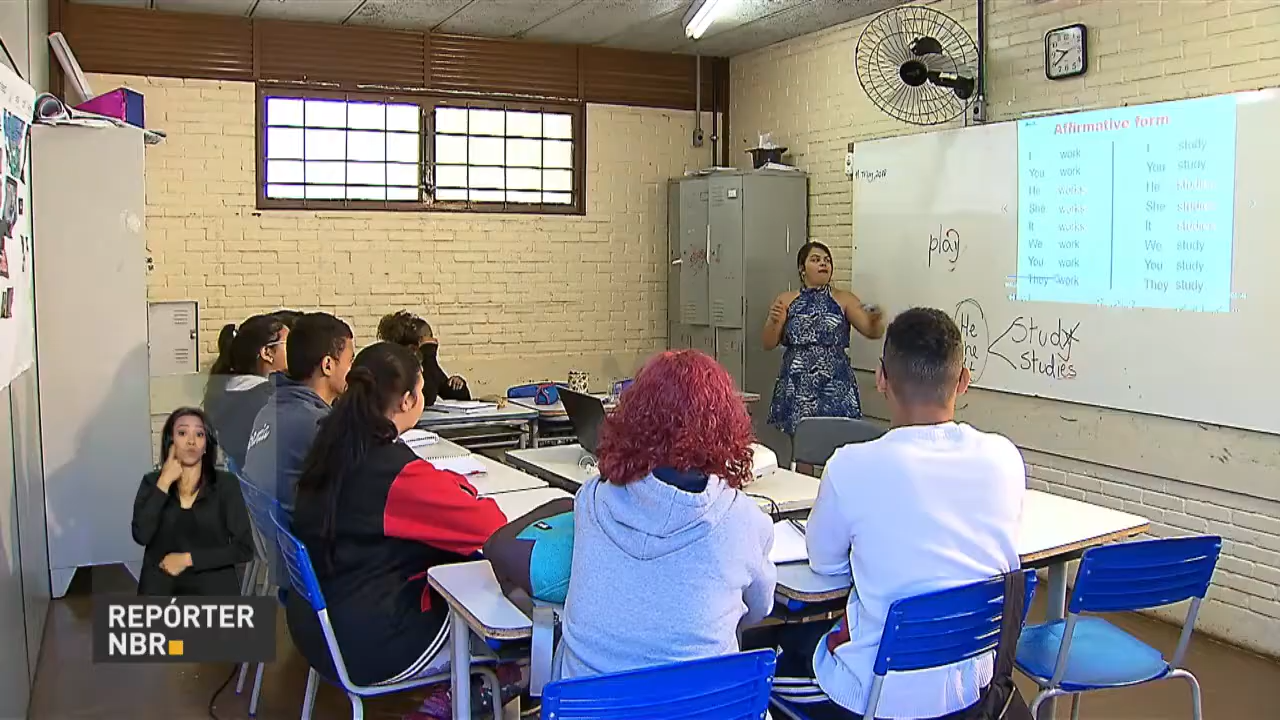 Affirmative form
I work
You work
He works
She works
It works
We work
You work
They work
I study
You study
He studies
She studies
It studies
We study
You study
They study
play
He
Study
Studies
REPÓRTER
NBR